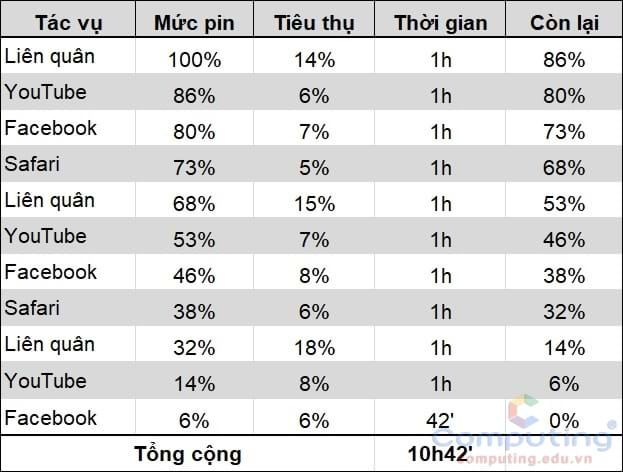 Tác vụ Mức pin Tiêu thụ Thời gian Còn lại
Liên quân 100% 14% 1h 86%
YouTube 86% 6% 1h 80%
Facebook 80% 7% 1h 73%
Safari 73% 5% 1h 68%
Liên quân 68% 15% 1h 53%
YouTube 53% 7% 1h 46%
Facebook 46% 8% 1h 38%
Safari 38% 6% 1h 32%
Liên quân 32% 18% 1h 14%
YouTube 14% 8% 1h 6%
Facebook 6% 6% 42' 0%
Tổng cộng 10h42'
Computing®
Computing.edu.vn